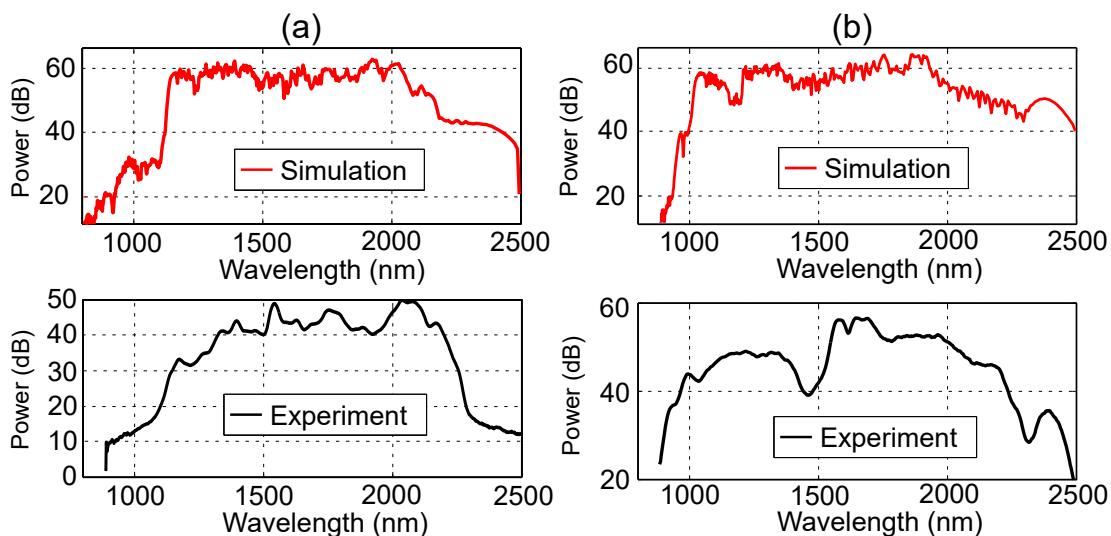 (a)
Power (dB)
60
40
20
Simulation
1000 1500 2000 2500
Wavelength (nm)
(b)
Power (dB)
60
40
20
Simulation
1000 1500 2000 2500
Wavelength (nm)
Power (dB)
50
40
30
20
10
0
Experiment
1000 1500 2000 2500
Wavelength (nm)
Power (dB)
60
40
20
Experiment
1000 1500 2000 2500
Wavelength (nm)